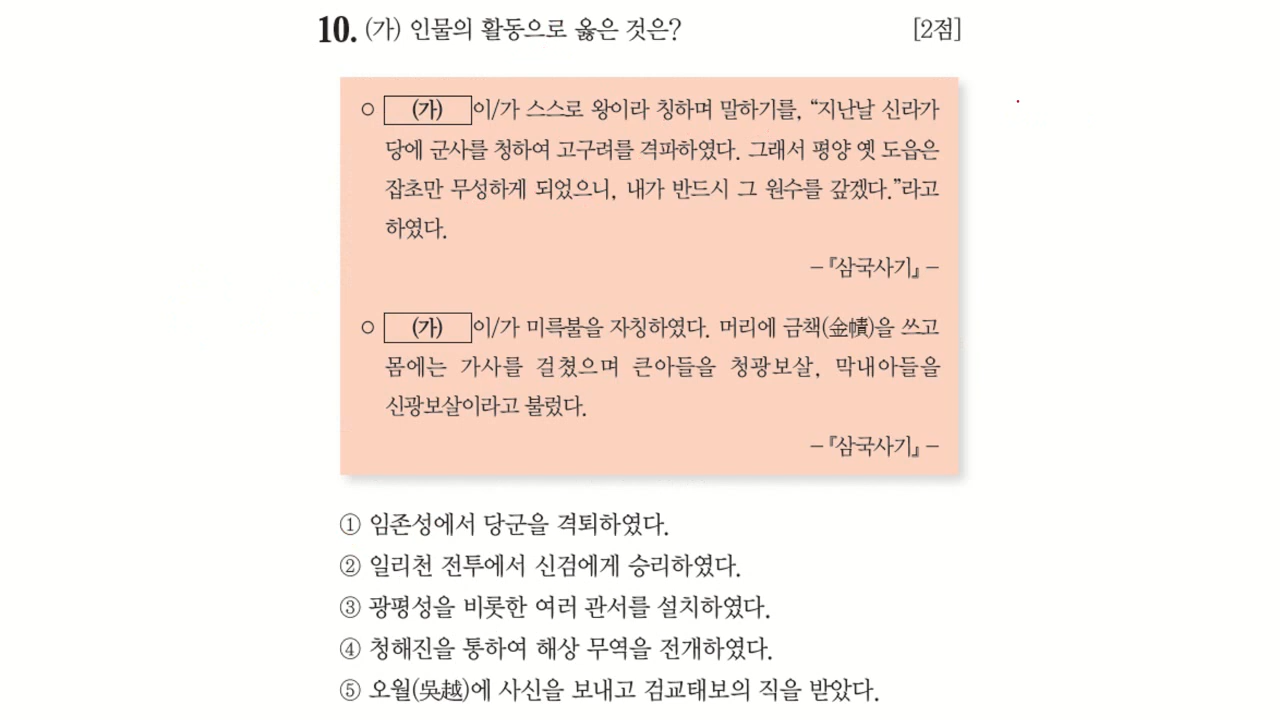 10. (가) 인물의 활동으로 옳은 것은? [2점]
○ (가) 이/가 스스로 왕이라 칭하며 말하기를, “지난날 신라가
당에 군사를 청하여 고구려를 격파하였다. 그래서 평양 옛 도읍은
잡초만 무성하게 되었으니, 내가 반드시 그 원수를 갚겠다.”라고
하였다.
– 『삼국사기』 –
○ (가) 이/가 미륵불을 자칭하였다. 머리에 금책(金幘)을 쓰고
몸에는 가사를 걸쳤으며 큰아들을 청광보살, 막내아들을
신광보살이라고 불렀다.
– 『삼국사기』 –
① 임존성에서 당군을 격퇴하였다.
② 일리천 전투에서 신검에게 승리하였다.
③ 광평성을 비롯한 여러 관서를 설치하였다.
④ 청해진을 통하여 해상 무역을 전개하였다.
⑤ 오월(吳越)에 사신을 보내고 검교태보의 직을 받았다.